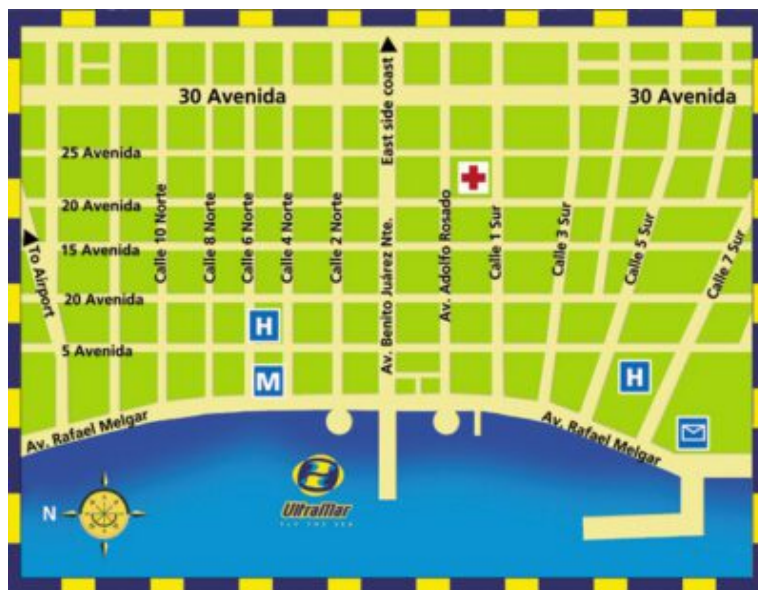 30 Avenida
30 Avenida
East side coast
25 Avenida
20 Avenida
15 Avenida
20 Avenida
5 Avenida
To Airport
Calle 10 Norte
Calle 8 Norte
Calle 6 Norte
Calle 4 Norte
Calle 2 Norte
Av. Benito Juárez Nte.
Av. Adolfo Rosado
Calle 1 Sur
Calle 3 Sur
Calle 5 Sur
Calle 7 Sur
H
M
H
Av. Rafael Melgar
Av. Rafael Melgar
N
UltraMar
FLY THE SEA